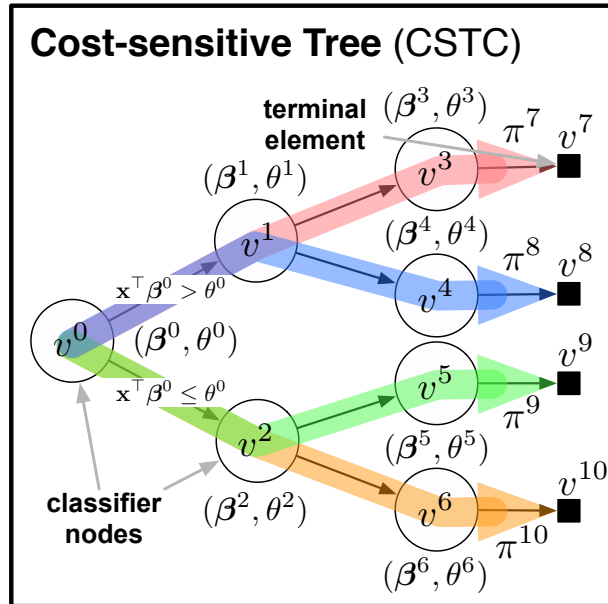 Cost-sensitive Tree (CSTC)
terminal
element
(β³, θ³)
π⁷
v⁷
v³
(β¹, θ¹)
v¹
(β⁴, θ⁴)
π⁸
v⁸
v⁴
x⊤β⁰ > θ⁰
v⁰
(β⁰, θ⁰)
x⊤β⁰ ≤ θ⁰
v⁹
v⁵
π⁹
v²
(β⁵, θ⁵)
classifier
nodes
(β², θ²)
v¹⁰
v⁶
π¹⁰
(β⁶, θ⁶)